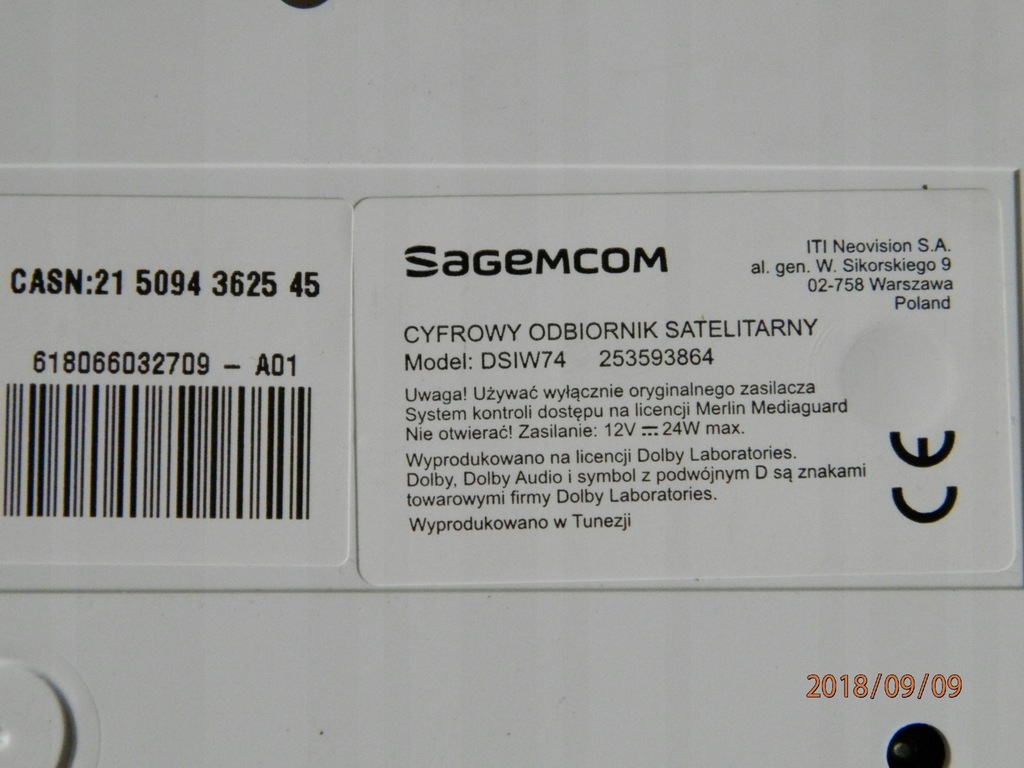 CASN:21 5094 3625 45
618066032709 – A01
SAGEMCOM
ITI Neovision S.A.
al. gen. W. Sikorskiego 9
02-758 Warszawa
Poland
CYFROWY ODBIORNIK SATELITARNY
Model: DSIW74 253593864
Uwaga! Używać wyłącznie oryginalnego zasilacza
System kontroli dostępu na licencji Merlin Mediaguard
Nie otwierać! Zasilanie: 12V ⎓ 24W max.
Wyprodukowano na licencji Dolby Laboratories.
Dolby, Dolby Audio i symbol z podwójnym D są znakami
towarowymi firmy Dolby Laboratories.
Wyprodukowano w Tunezji
CE
2018/09/09